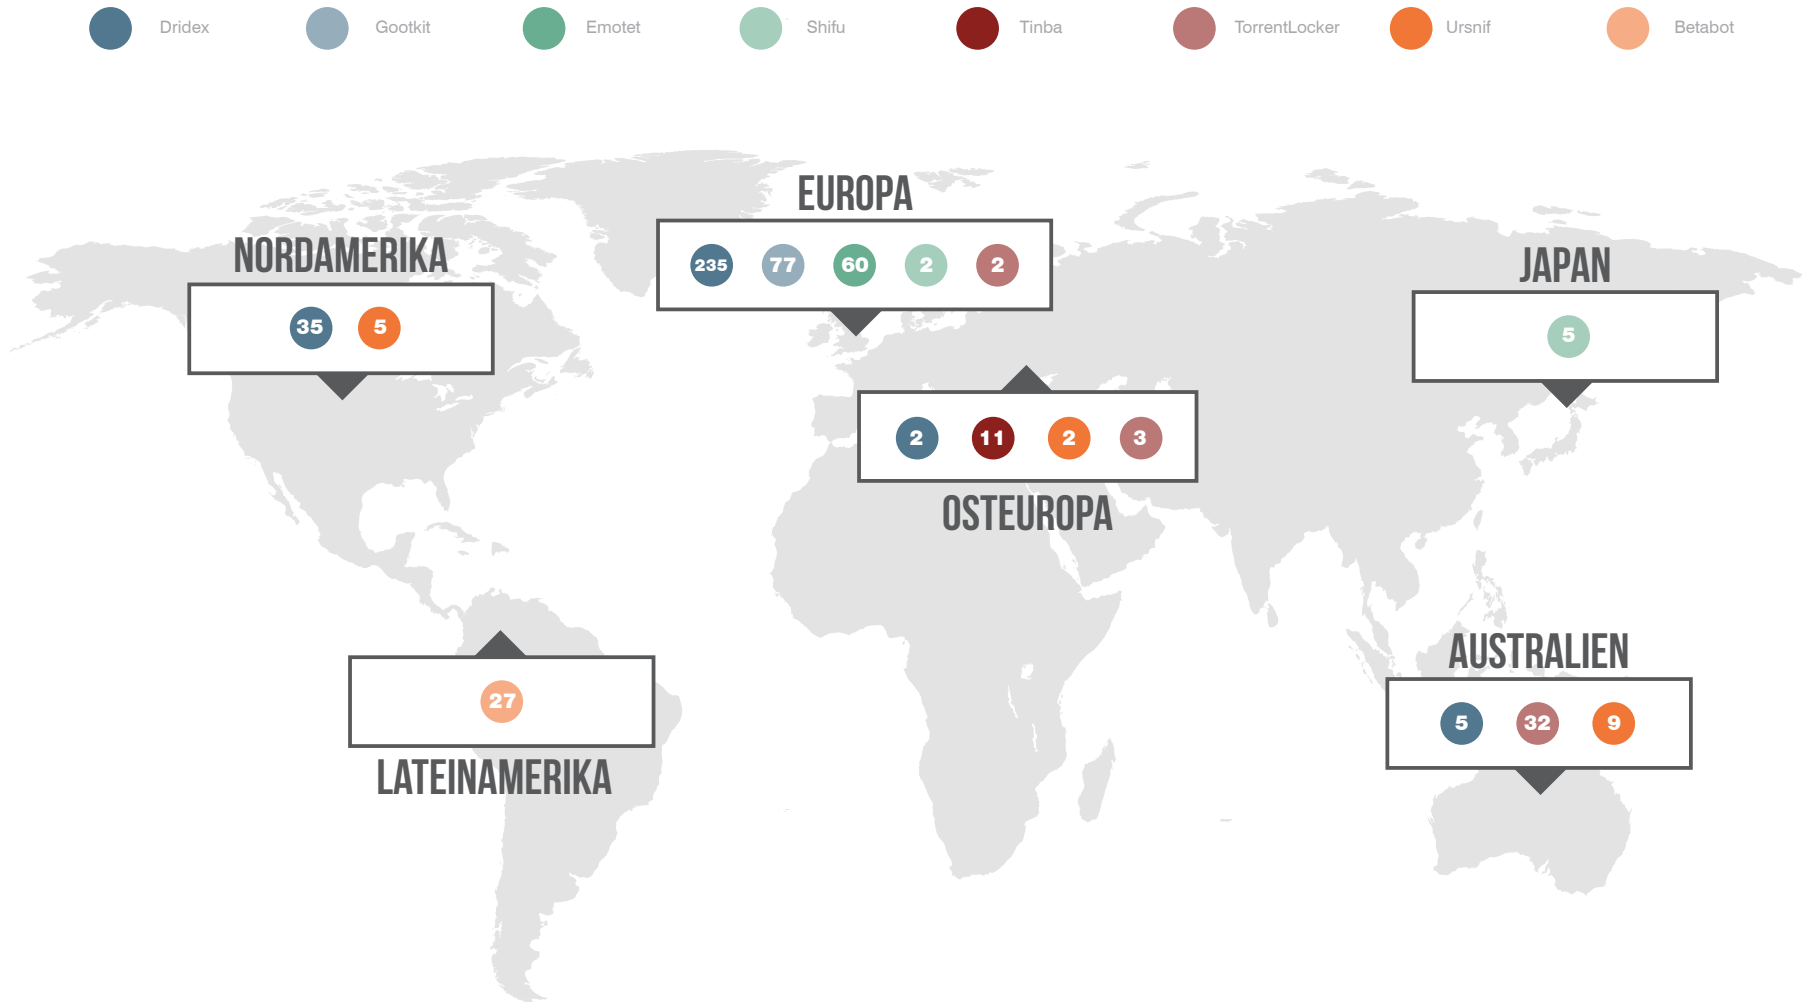 Dridex Gootkit Emotet Shifu Tinba TorrentLocker Ursnif Betabot
EUROPA
235 77 60 2 2
NORDAMERIKA
35 5
JAPAN
5
2 11 2 3
OSTEUROPA
27
LATEINAMERIKA
AUSTRALIEN
5 32 9